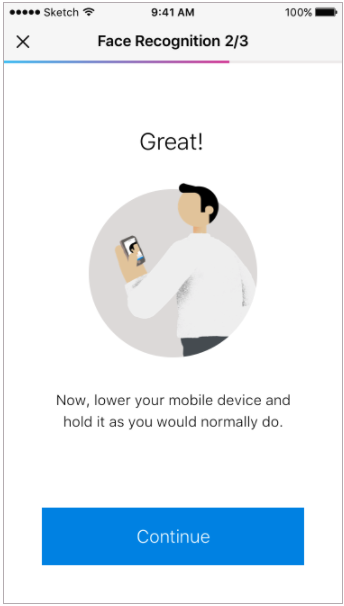 Sketch 9:41 AM 100%
Face Recognition 2/3
Great!
Now, lower your mobile device and
hold it as you would normally do.
Continue